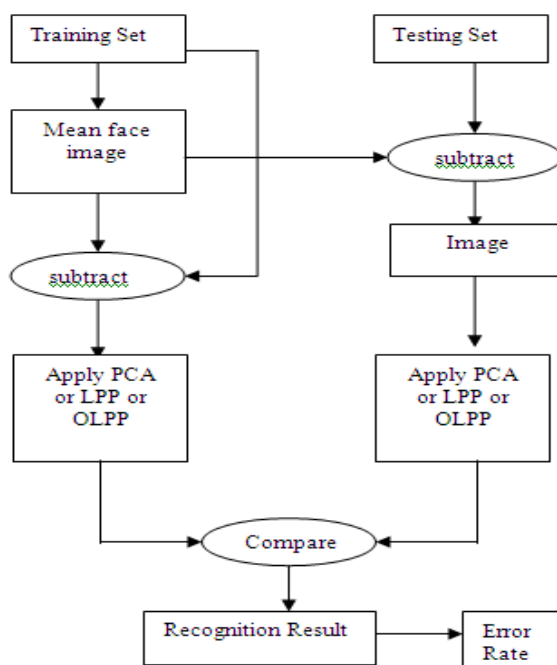 Training Set
Testing Set
Mean face
image
subtract
Image
subtract
Apply PCA
or LPP or
OLPP
Apply PCA
or LPP or
OLPP
Compare
Recognition Result
Error
Rate